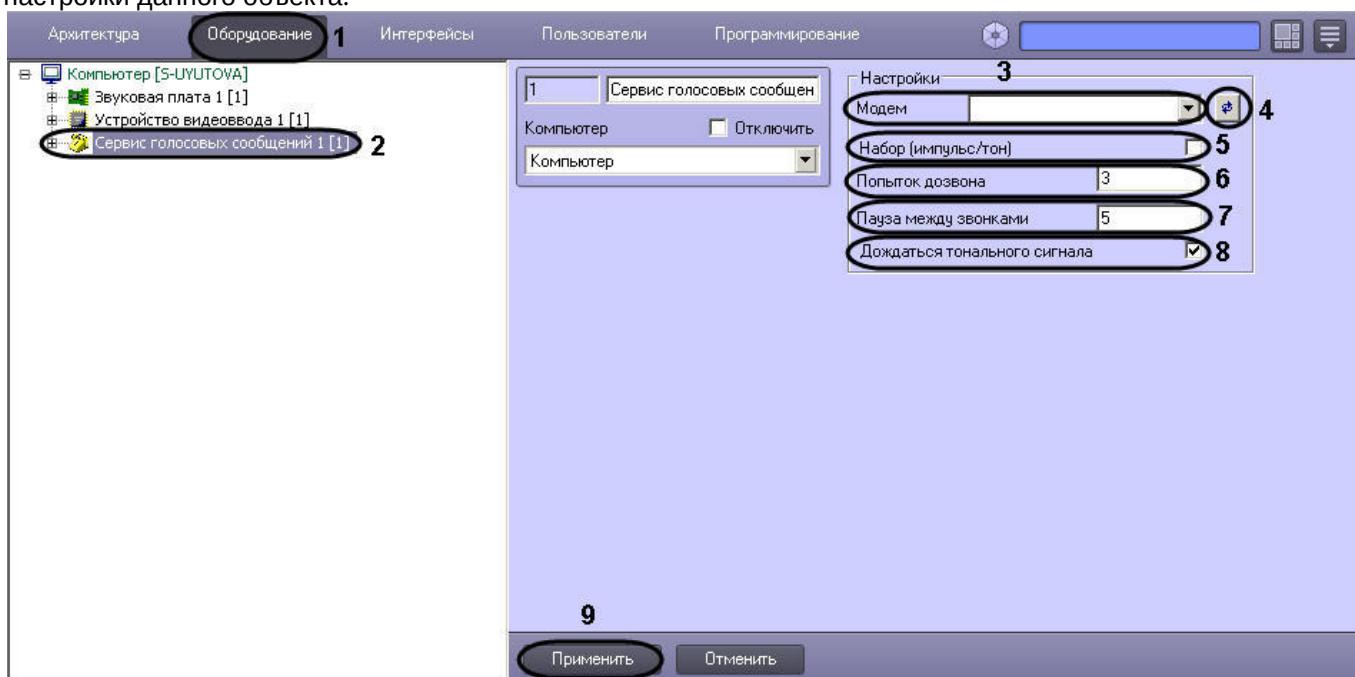 настройки данного объекта.
Архитектура Оборудование 1 Интерфейсы Пользователи Программирование
Компьютер [S-UYUTOVA]
Звуковая плата 1 [1]
Устройство видеоввода 1 [1]
Сервис голосовых сообщений 1 [1] 2
1 Сервис голосовых сообщен
Компьютер Отключить
Компьютер
Настройки 3
Модем 4
Набор (импульс/тон) 5
Попыток дозвона 3 6
Пауза между звонками 5 7
Дождаться тонального сигнала 8
9
Применить Отменить